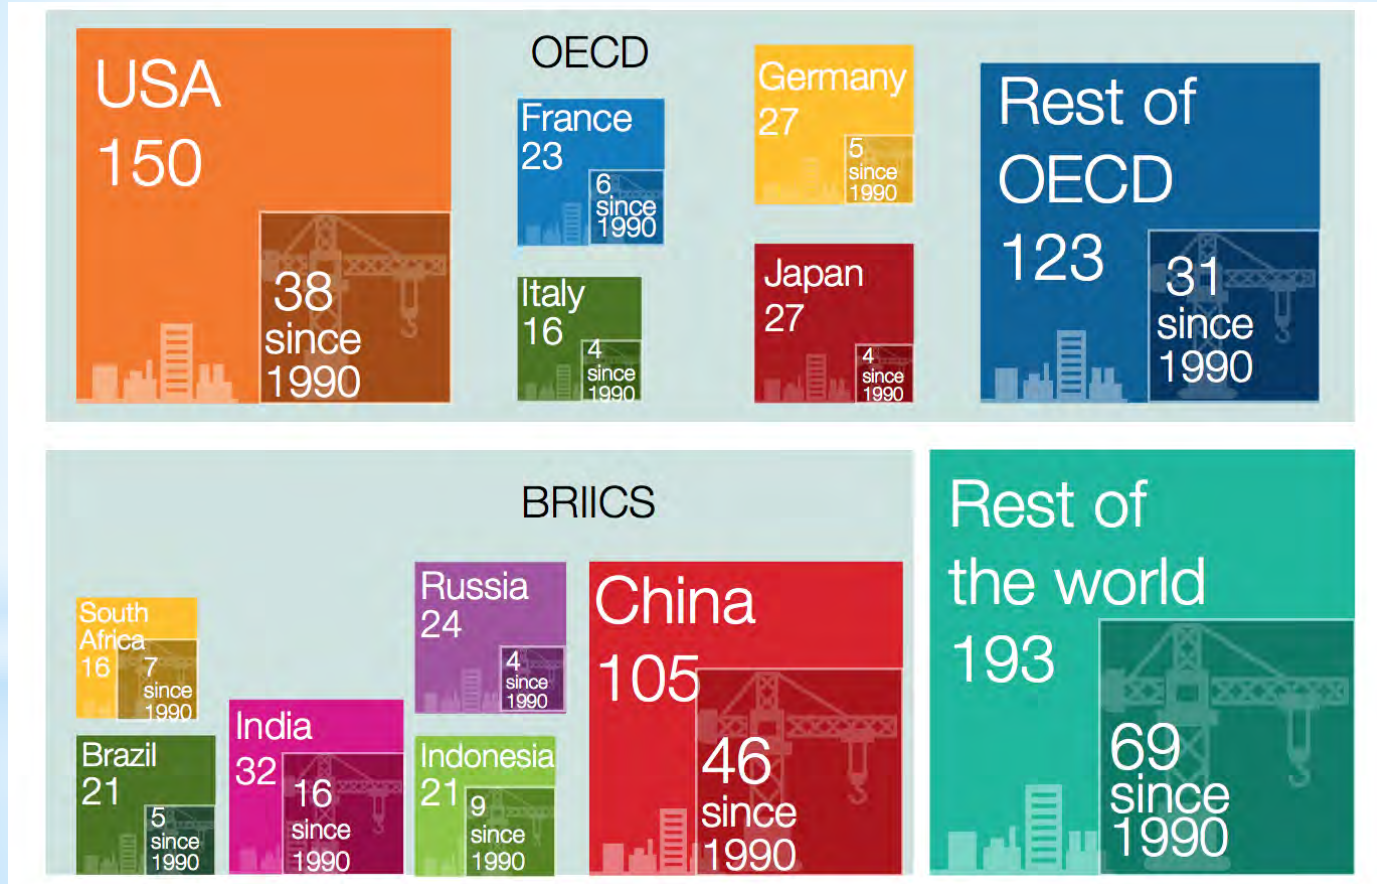 USA
150
38
since
1990
OECD
France
23
6
since
1990
Italy
16
4
since
1990
Germany
27
5
since
1990
Japan
27
4
since
1990
Rest of
OECD
123
31
since
1990
BRIICS
South
Africa
16
7
since
1990
Brazil
21
5
since
1990
India
32
16
since
1990
Russia
24
4
since
1990
Indonesia
21
9
since
1990
China
105
46
since
1990
Rest of
the world
193
69
since
1990